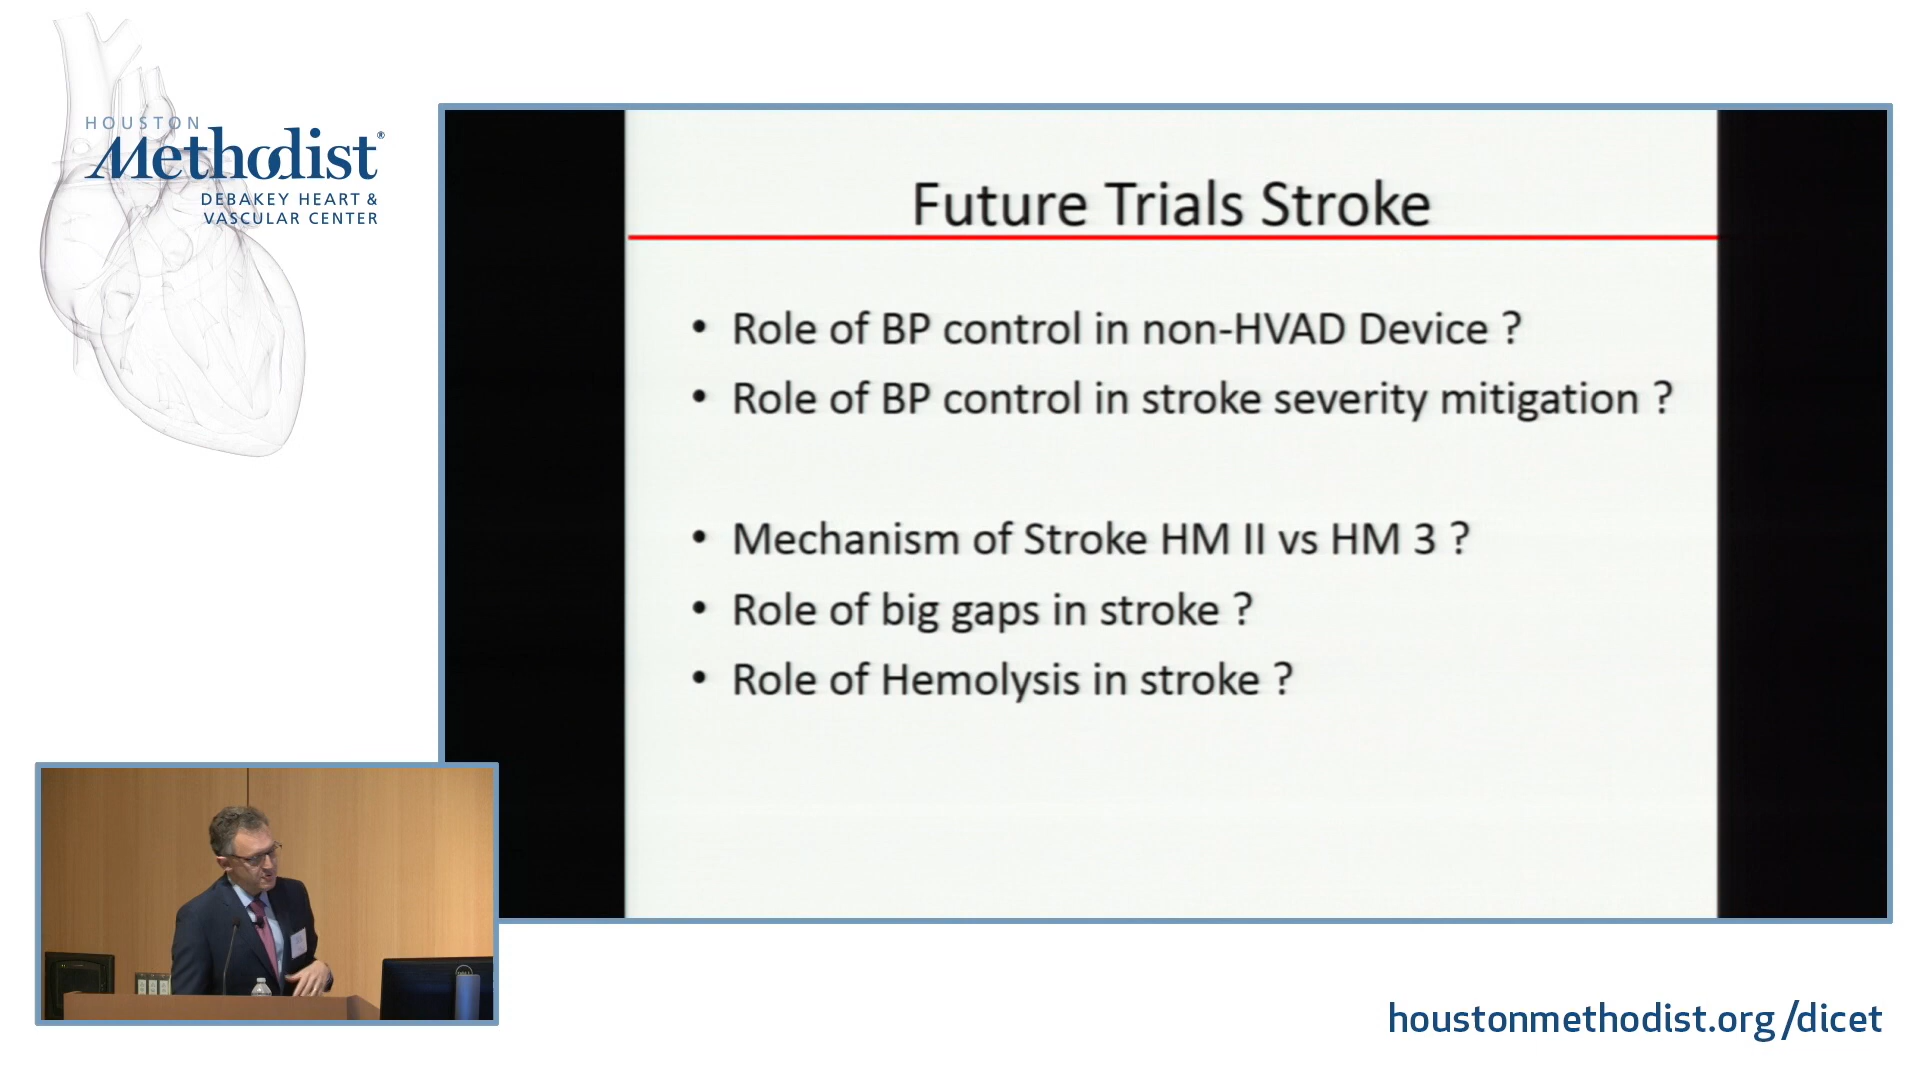 HOUSTON
Methodist®
DEBAKEY HEART &
VASCULAR CENTER
Future Trials Stroke
• Role of BP control in non-HVAD Device ?
• Role of BP control in stroke severity mitigation ?
• Mechanism of Stroke HM II vs HM 3 ?
• Role of big gaps in stroke ?
• Role of Hemolysis in stroke ?
houstonmethodist.org/dicet